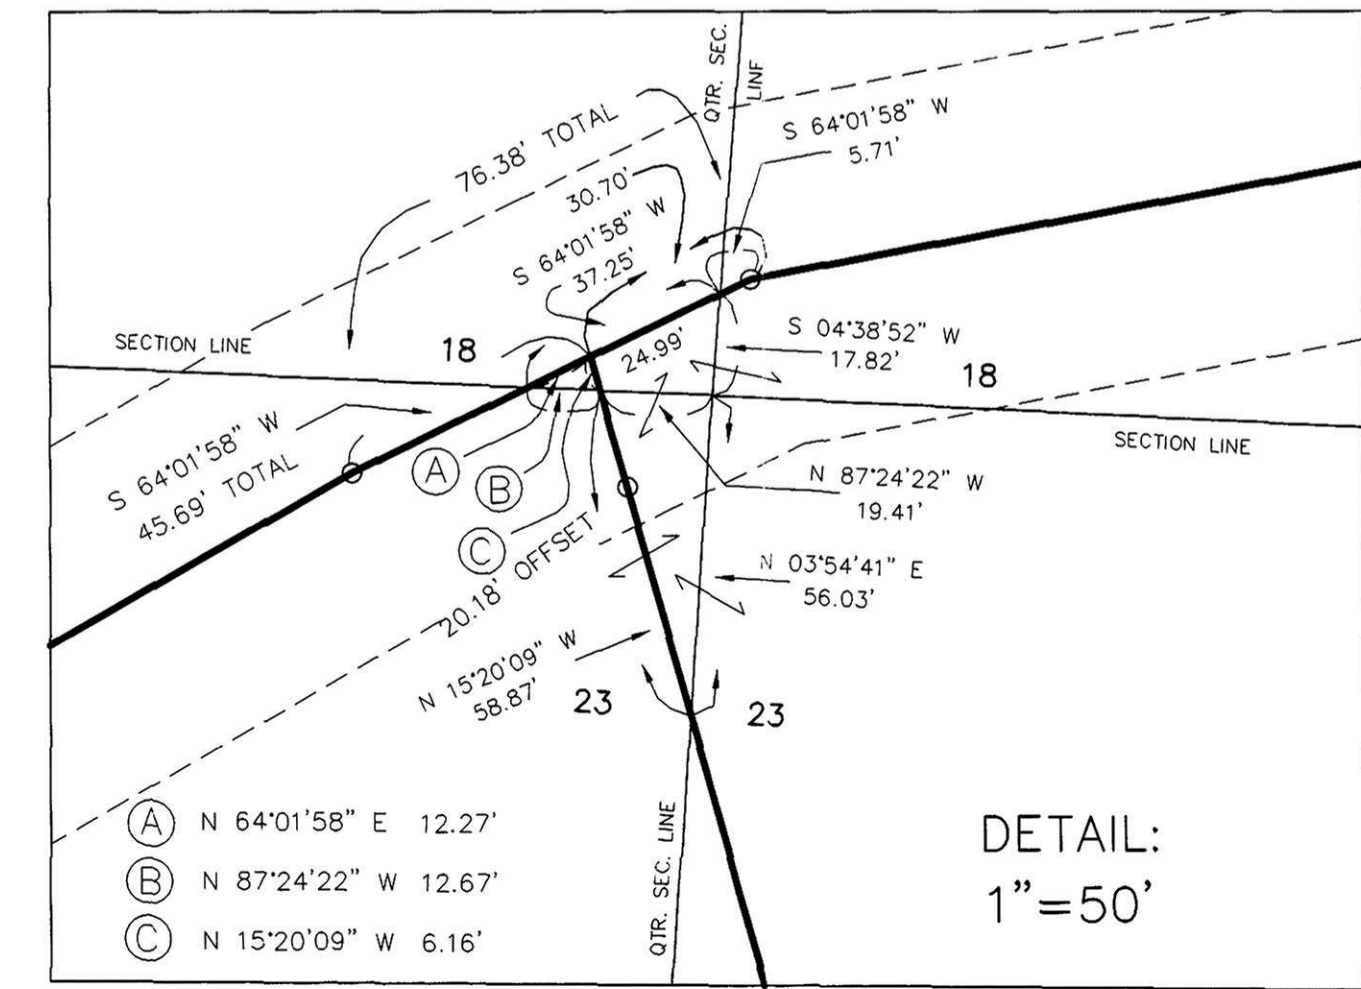 QTR. SEC.
LINE
S 64°01'58" W
5.71'
76.38' TOTAL
30.70'
S 64°01'58" W
37.25'
SECTION LINE
18
24.99'
S 04°38'52" W
17.82'
18
SECTION LINE
S 64°01'58" W
45.69' TOTAL
A
B
C
N 87°24'22" W
19.41'
20.18' OFFSET
N 03°54'41" E
56.03'
N 15°20'09" W
58.87'
23
23
QTR. SEC. LINE
A N 64°01'58" E 12.27'
B N 87°24'22" W 12.67'
C N 15°20'09" W 6.16'
DETAIL:
1"=50'